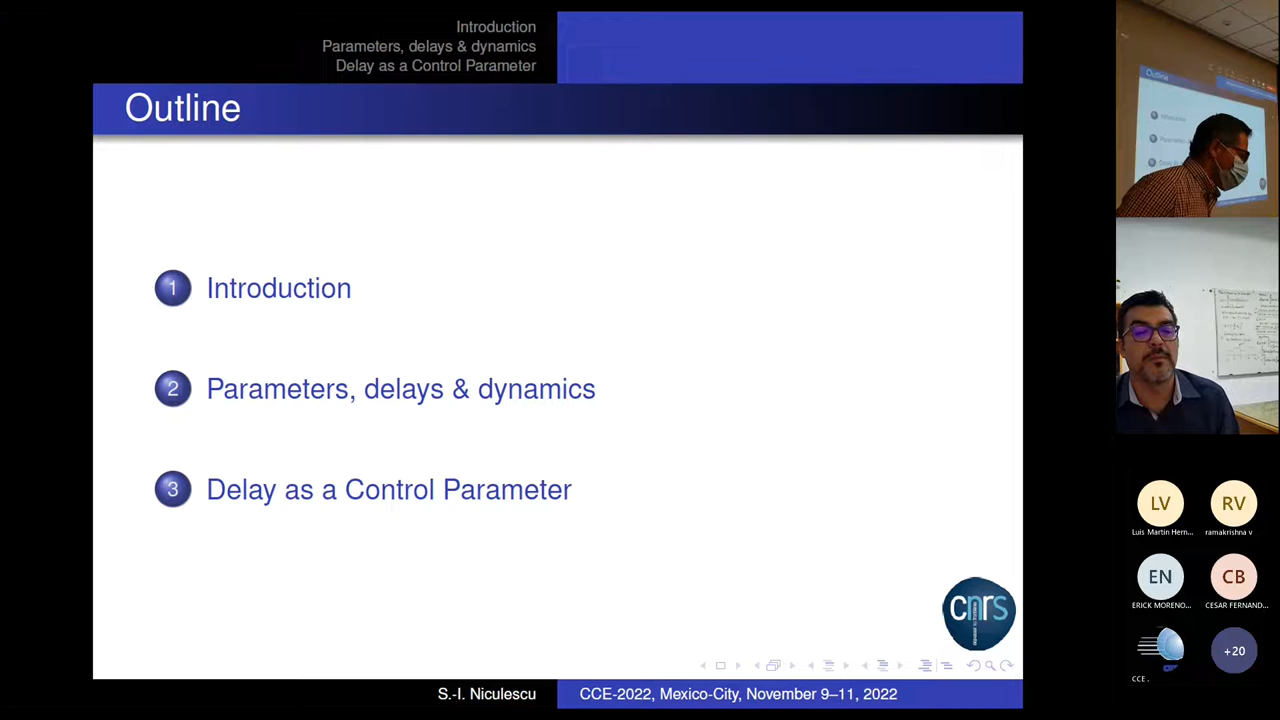 Introduction
Parameters, delays & dynamics
Delay as a Control Parameter
Outline
1 Introduction
2 Parameters, delays & dynamics
3 Delay as a Control Parameter
cnrs
S.-I. Niculescu
CCE-2022, Mexico-City, November 9–11, 2022
Outline
LV
RV
Luis Martin Hern...
ramakrishna v
EN
CB
ERICK MORENO...
CESAR FERNAND...
+20
CCE .